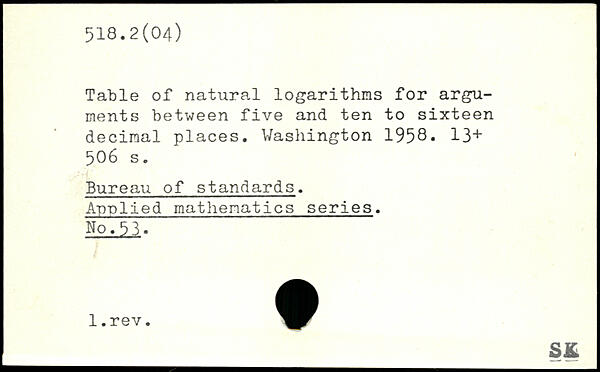 518.2(04)
Table of natural logarithms for argu-
ments between five and ten to sixteen
decimal places. Washington 1958. 13+
506 s.
Bureau of standards.
Applied mathematics series.
No.53.
1.rev.
SK